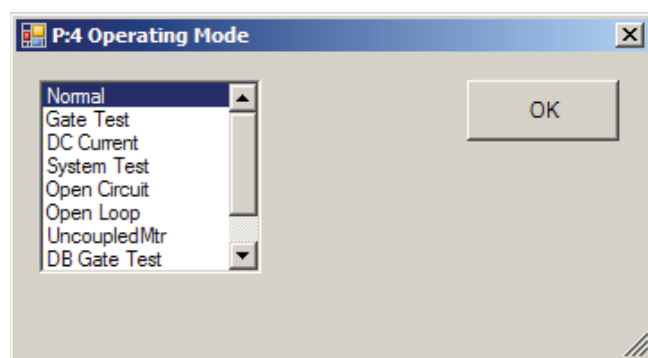 P:4 Operating Mode
Normal
Gate Test
DC Current
System Test
Open Circuit
Open Loop
UncoupledMtr
DB Gate Test
OK